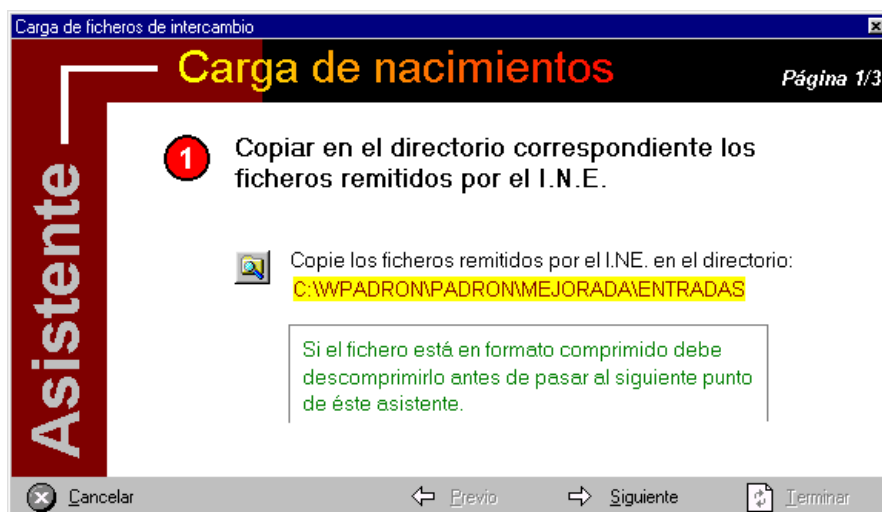 Carga de ficheros de intercambio
Carga de nacimientos
Página 1/3
Asistente
1
Copiar en el directorio correspondiente los
ficheros remitidos por el I.N.E.
Copie los ficheros remitidos por el I.NE. en el directorio:
C:\WPADRON\PADRON\MEJORADA\ENTRADAS
Si el fichero está en formato comprimido debe
descomprimirlo antes de pasar al siguiente punto
de éste asistente.
Cancelar
Previo
Siguiente
Terminar